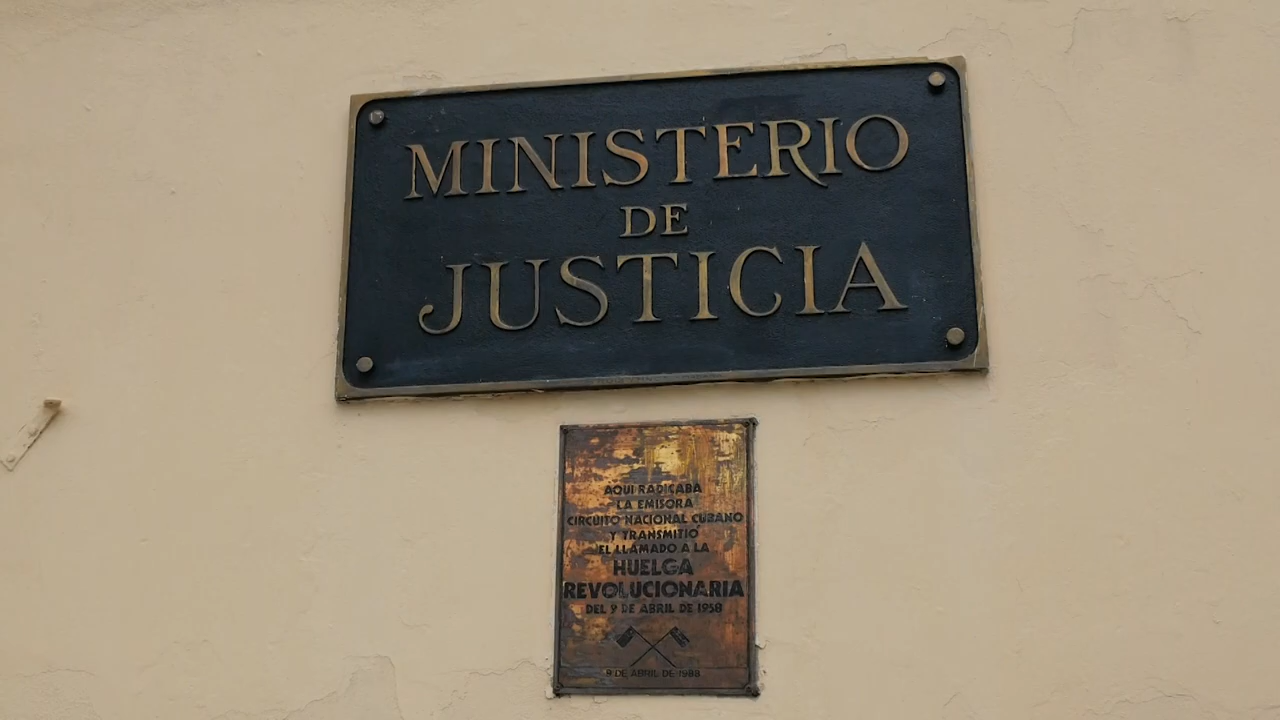 MINISTERIO
DE
JUSTICIA
AQUI RADICABA
LA EMISORA
CIRCUITO NACIONAL CUBANO
Y TRANSMITIÓ
EL LLAMADO A LA
HUELGA
REVOLUCIONARIA
DEL 9 DE ABRIL DE 1958
9 DE ABRIL DE 1988